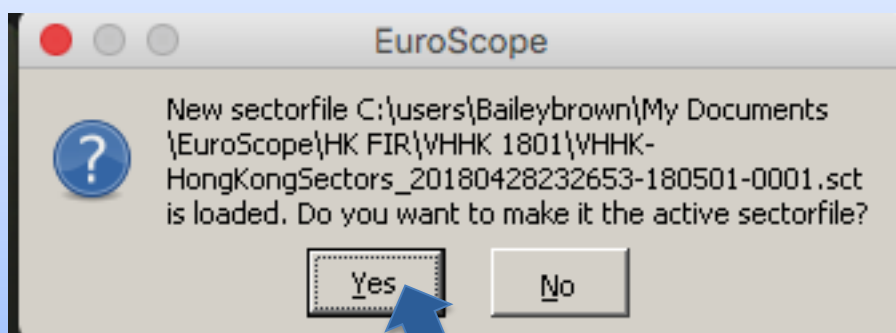 EuroScope
New sectorfile C:\users\Baileybrown\My Documents
\EuroScope\HK FIR\VHHK 1801\VHHK-
HongKongSectors_20180428232653-180501-0001.sct
is loaded. Do you want to make it the active sectorfile?
Yes No